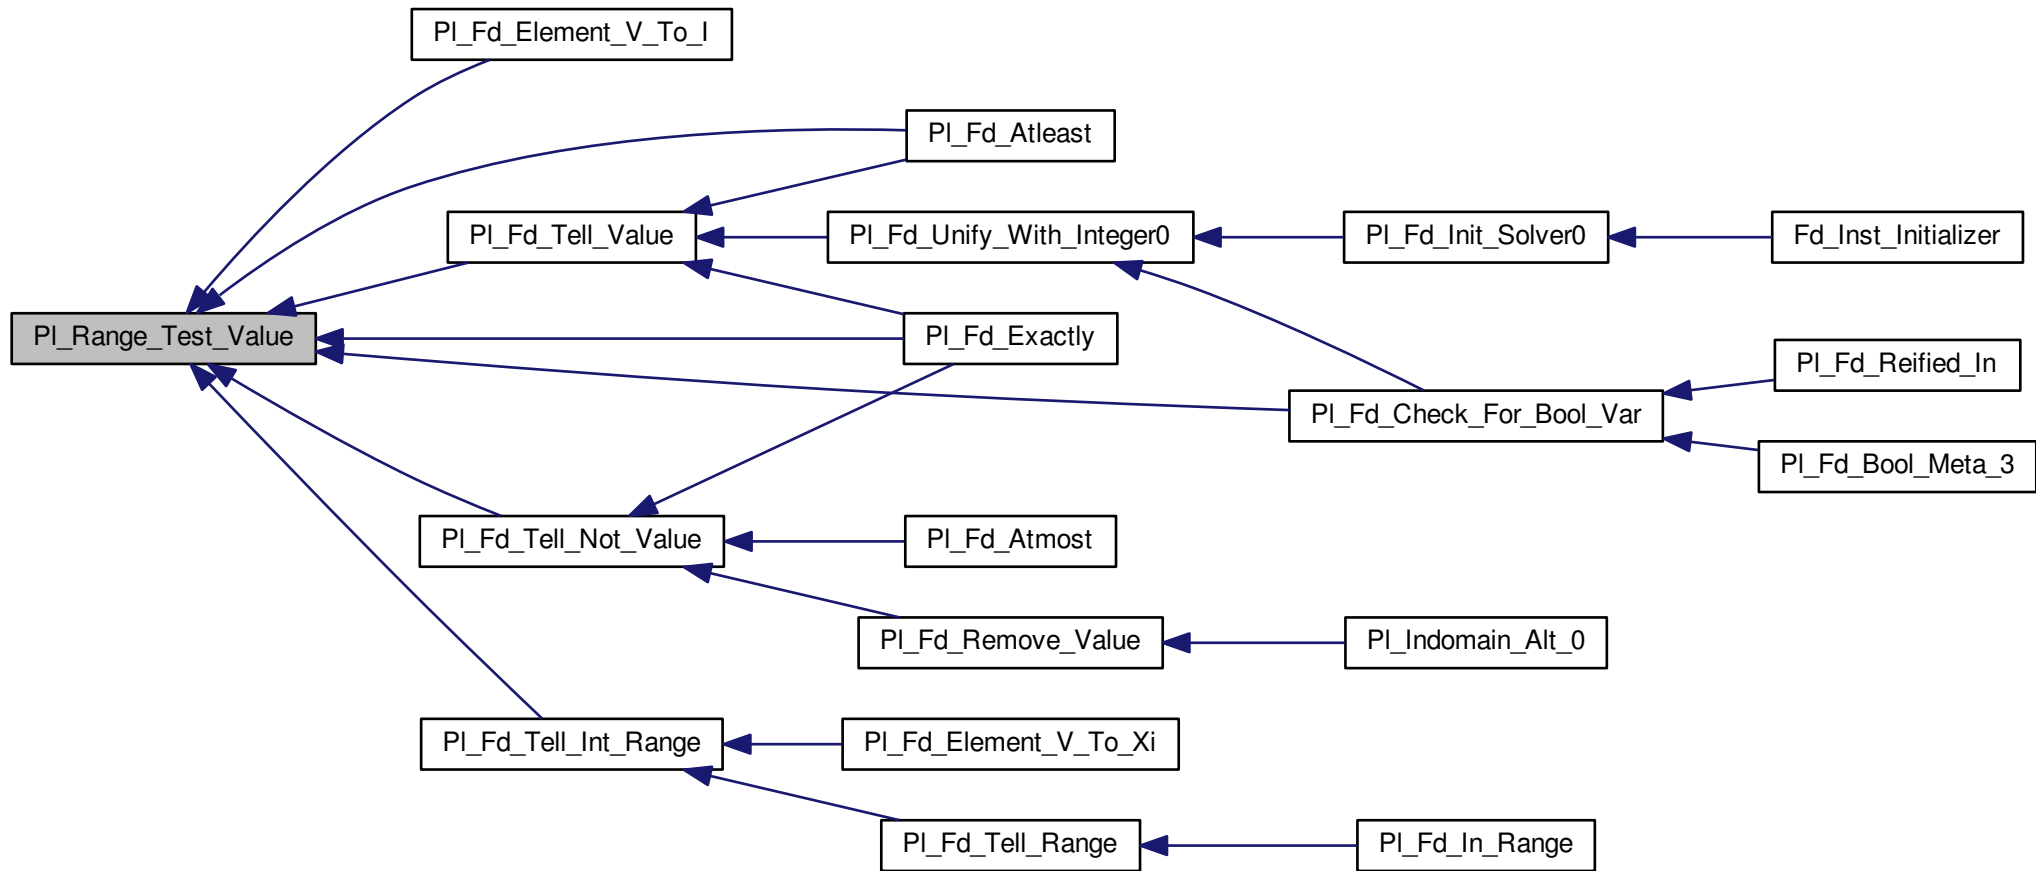 Pl_Fd_Element_V_To_I
Pl_Fd_Atleast
Pl_Fd_Tell_Value
Pl_Fd_Unify_With_Integer0
Pl_Fd_Init_Solver0
Fd_Inst_Initializer
Pl_Range_Test_Value
Pl_Fd_Exactly
Pl_Fd_Reified_In
Pl_Fd_Check_For_Bool_Var
Pl_Fd_Bool_Meta_3
Pl_Fd_Tell_Not_Value
Pl_Fd_Atmost
Pl_Fd_Remove_Value
Pl_Indomain_Alt_0
Pl_Fd_Tell_Int_Range
Pl_Fd_Element_V_To_Xi
Pl_Fd_Tell_Range
Pl_Fd_In_Range